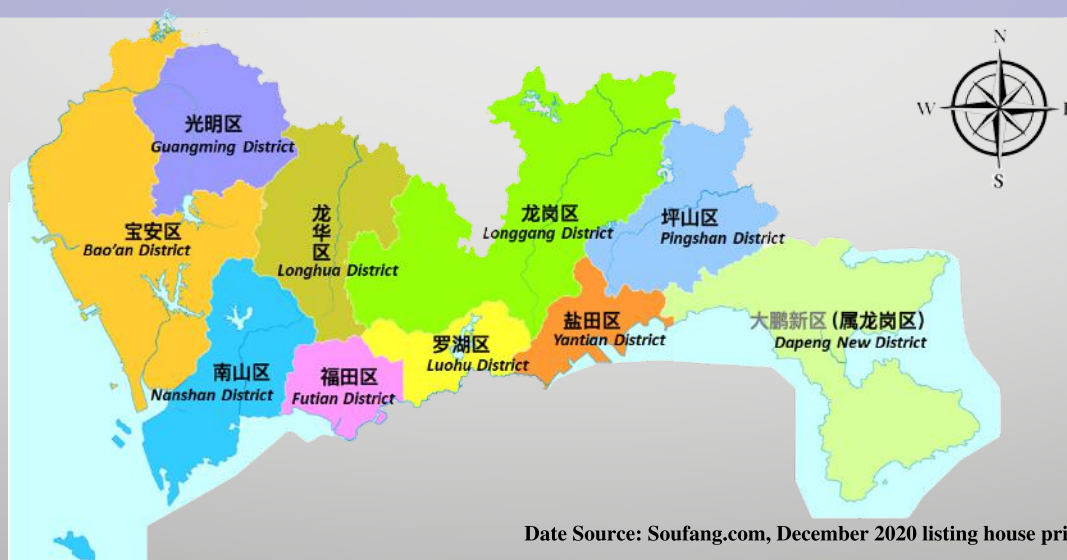 N
W
E
S
光明区
Guangming District
宝安区
Bao'an District
龙华区
Longhua District
龙岗区
Longgang District
坪山区
Pingshan District
南山区
Nanshan District
福田区
Futian District
罗湖区
Luohu District
盐田区
Yantian District
大鹏新区 (属龙岗区)
Dapeng New District
Date Source: Soufang.com, December 2020 listing house pri